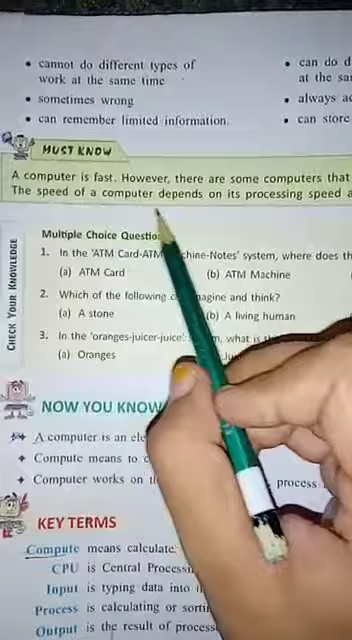 • cannot do different types of
work at the same time
• sometimes wrong
• can remember limited information.
• can do d
at the sa
• always a
• can store
MUST KNOW
A computer is fast. However, there are some computers that
The speed of a computer depends on its processing speed a
CHECK YOUR KNOWLEDGE
Multiple Choice Questio
1. In the 'ATM Card-ATM chine-Notes' system, where does th
(a) ATM Card (b) ATM Machine
2. Which of the following c magine and think?
(a) A stone (b) A living human
3. In the 'oranges-juicer-juice' m, what is
(a) Oranges
NOW YOU KNOW
A computer is an ele
Compute means to
Computer works on process
KEY TERMS
Compute means calculate.
CPU is Central Process
Input is typing data into
Process is calculating or sorti
Output is the result of process